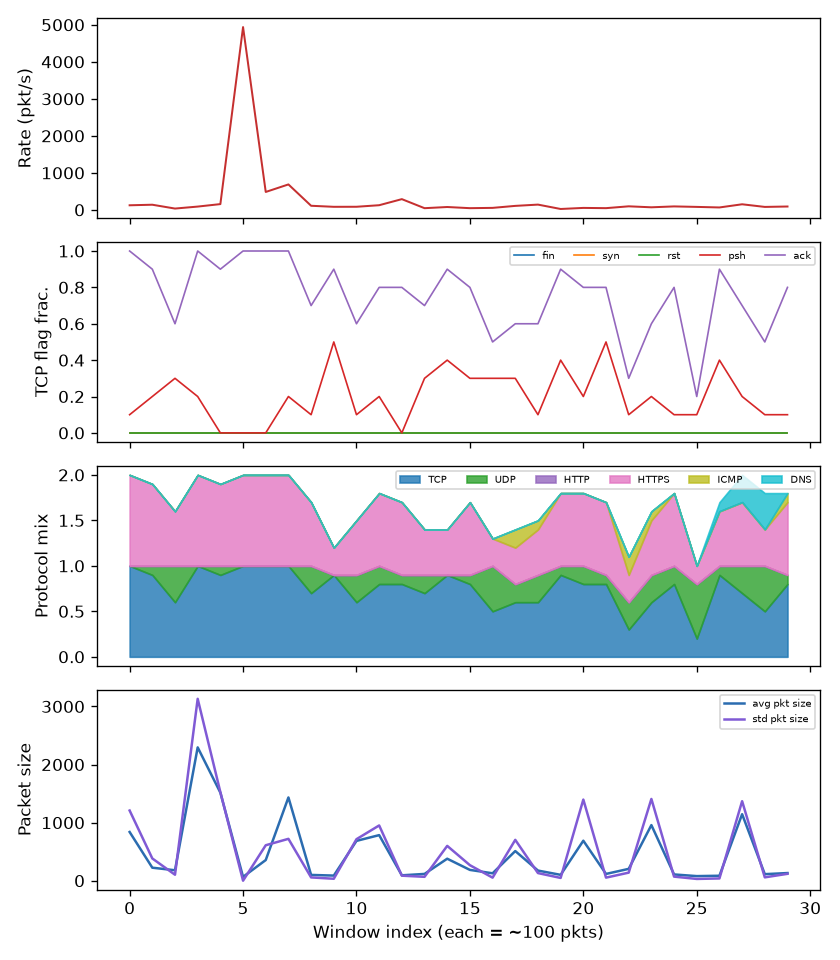 5000
4000
3000
2000
1000
0
Rate (pkt/s)
1.0
0.8
0.6
0.4
0.2
0.0
TCP flag frac.
fin syn rst psh ack
2.0
1.5
1.0
0.5
0.0
Protocol mix
TCP UDP HTTP HTTPS ICMP DNS
3000
2000
1000
0
Packet size
avg pkt size
std pkt size
0 5 10 15 20 25 30
Window index (each = ~100 pkts)